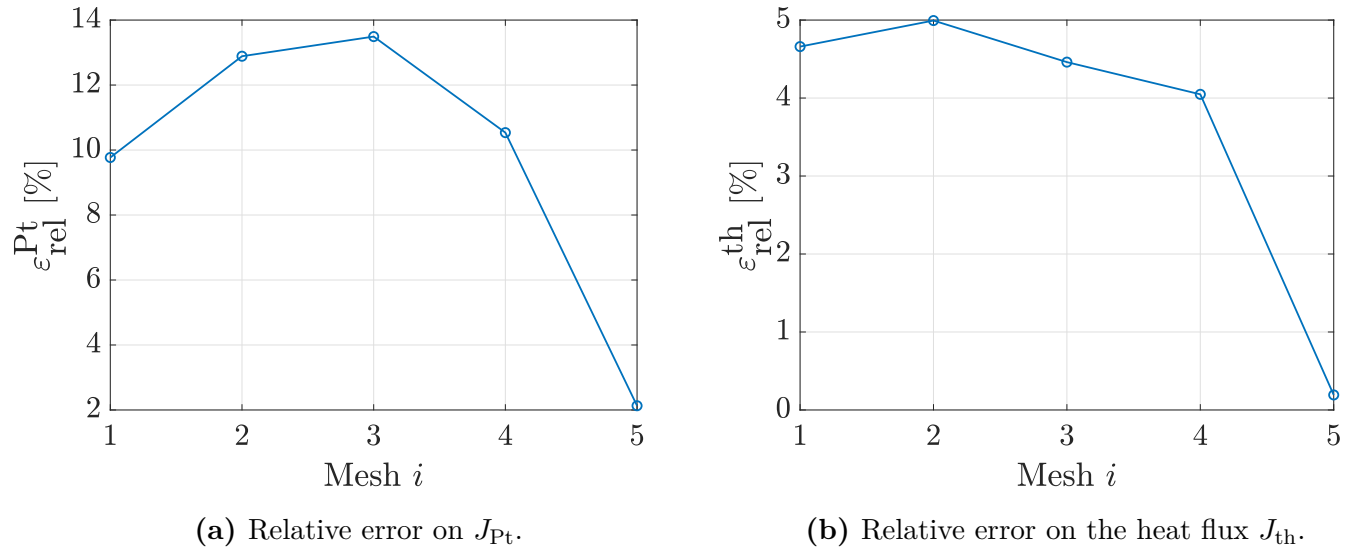 14
12
10
8
6
4
2
ε_rel^Pt [%]
1 2 3 4 5
Mesh i
(a) Relative error on J_Pt.
5
4
3
2
1
0
ε_rel^th [%]
1 2 3 4 5
Mesh i
(b) Relative error on the heat flux J_th.